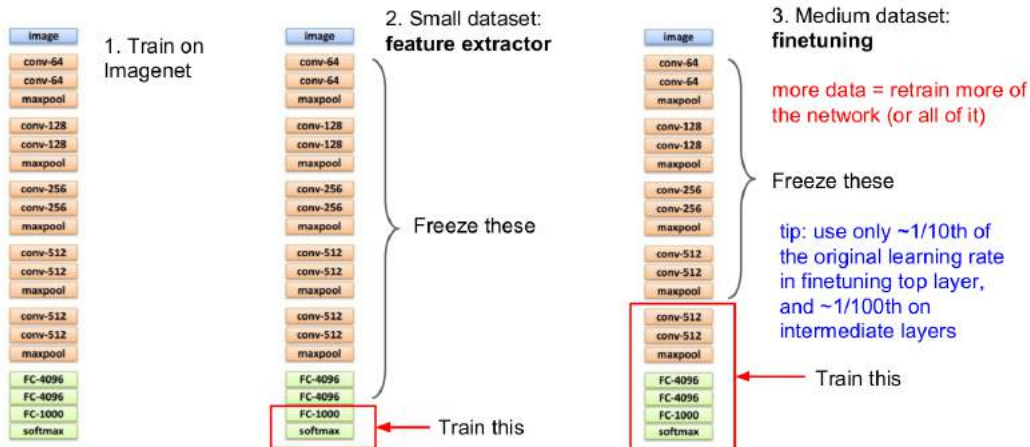 image
conv-64
conv-64
maxpool
conv-128
conv-128
maxpool
conv-256
conv-256
maxpool
conv-512
conv-512
maxpool
conv-512
conv-512
maxpool
FC-4096
FC-4096
FC-1000
softmax
1. Train on
Imagenet
2. Small dataset:
feature extractor
image
conv-64
conv-64
maxpool
conv-128
conv-128
maxpool
conv-256
conv-256
maxpool
conv-512
conv-512
maxpool
conv-512
conv-512
maxpool
FC-4096
FC-4096
FC-1000
softmax
Freeze these
Train this
3. Medium dataset:
finetuning
image
conv-64
conv-64
maxpool
conv-128
conv-128
maxpool
conv-256
conv-256
maxpool
conv-512
conv-512
maxpool
conv-512
conv-512
maxpool
FC-4096
FC-4096
FC-1000
softmax
more data = retrain more of
the network (or all of it)
Freeze these
tip: use only ~1/10th of
the original learning rate
in finetuning top layer,
and ~1/100th on
intermediate layers
Train this